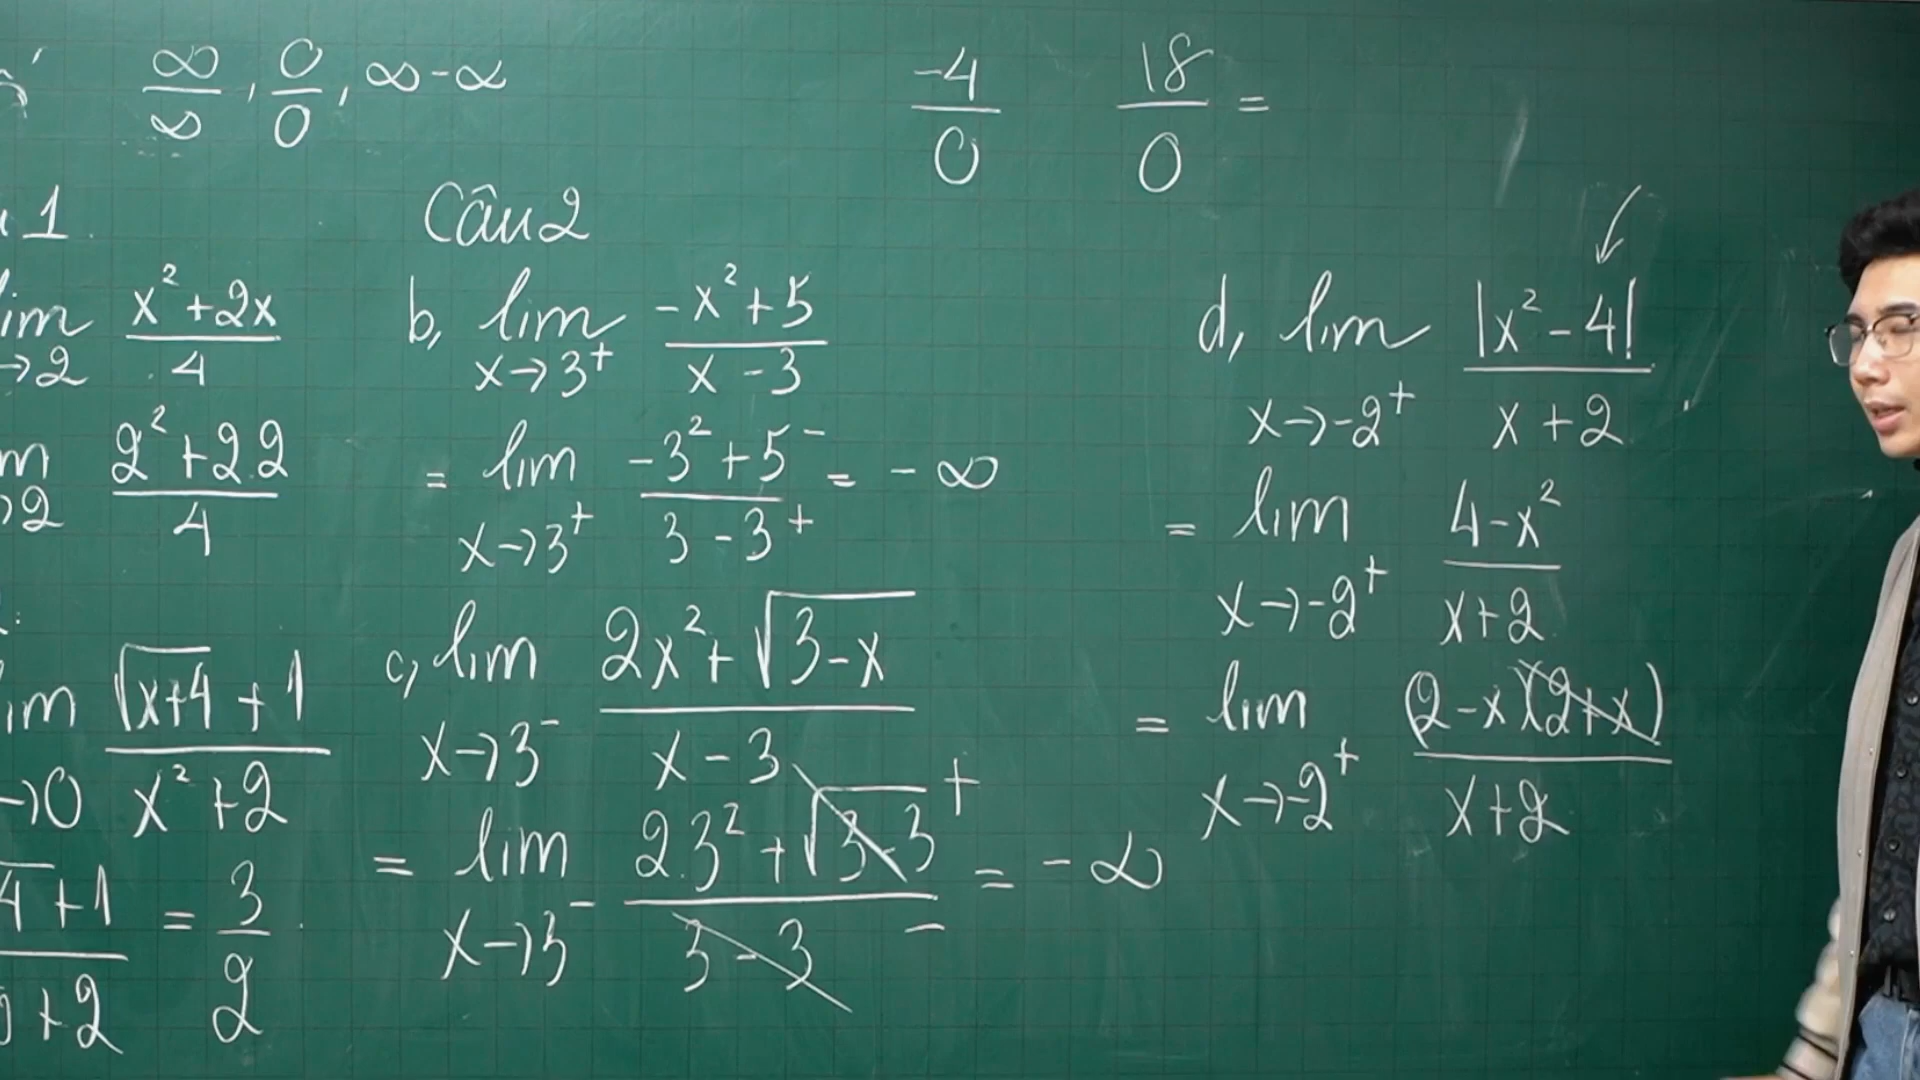 ∞/∞ , 0/0 , ∞ - ∞
-4/0 18/0 =
1.
lim x²+2x / 4
→2
2²+2.2 / 4
→2
lim √(x+4) + 1 / x²+2
→0
4 + 1 / 0+2 = 3/2
Câu 2
b, lim x→3⁺ (-x²+5)/(x-3)
= lim x→3⁺ (-3²+5)/(3-3) ⁻/₊ = -∞
c, lim x→3⁻ (2x²+√(3-x))/(x-3)
= lim x→3⁻ (2.3²+√(3-3))/(3-3) ⁺/₋ = -∞
d, lim x→-2⁺ |x²-4|/(x+2)
= lim x→-2⁺ (4-x²)/(x+2)
= lim x→-2⁺ (2-x)(2+x)/(x+2)